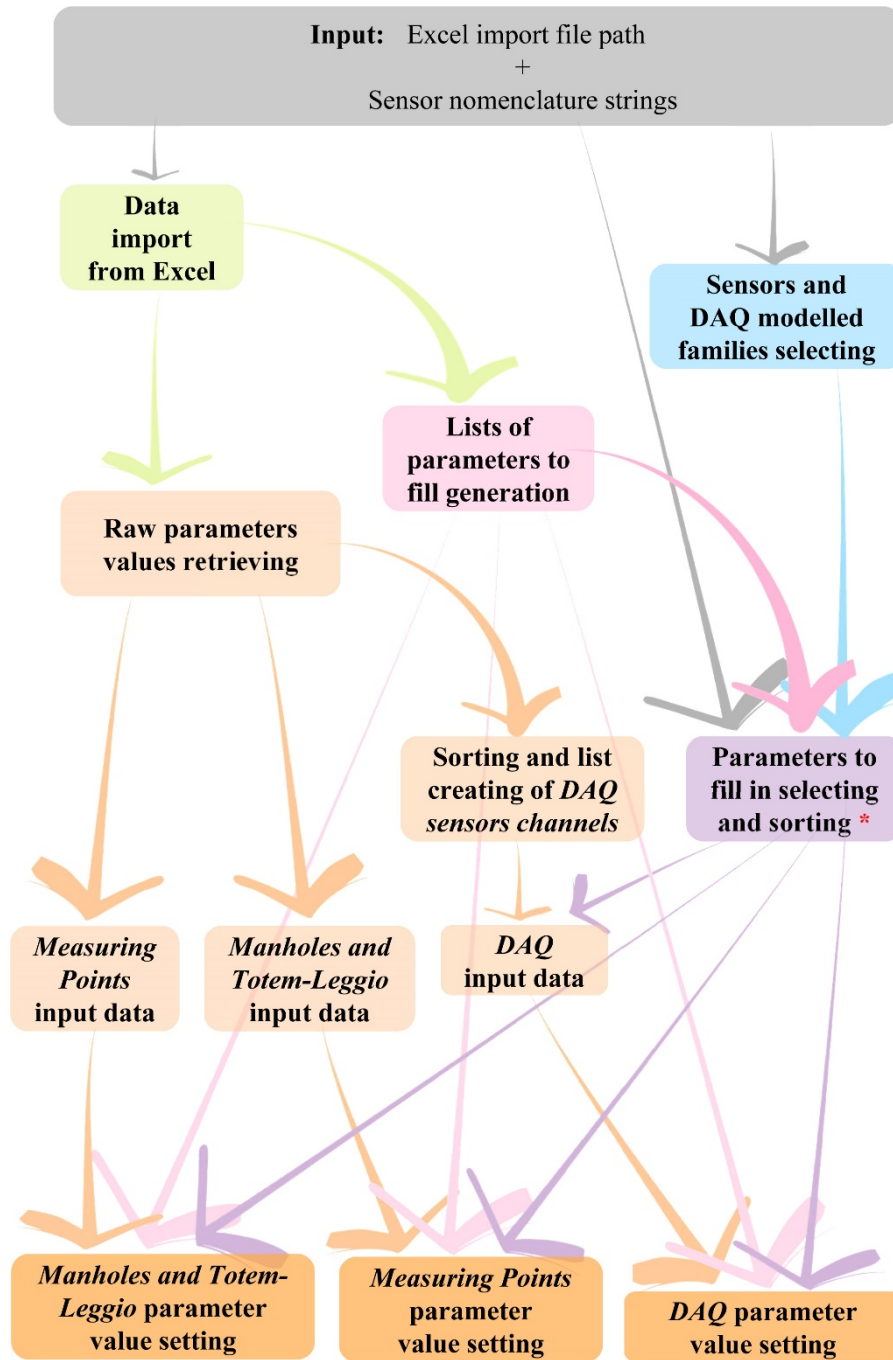 Input: Excel import file path
+
Sensor nomenclature strings
Data
import
from Excel
Sensors and
DAQ modelled
families selecting
Lists of
parameters to
fill generation
Raw parameters
values retrieving
Sorting and list
creating of DAQ
sensors channels
Parameters to
fill in selecting
and sorting *
Measuring
Points
input data
Manholes and
Totem-Leggio
input data
DAQ
input data
Manholes and Totem-
Leggio parameter
value setting
Measuring Points
parameter
value setting
DAQ parameter
value setting